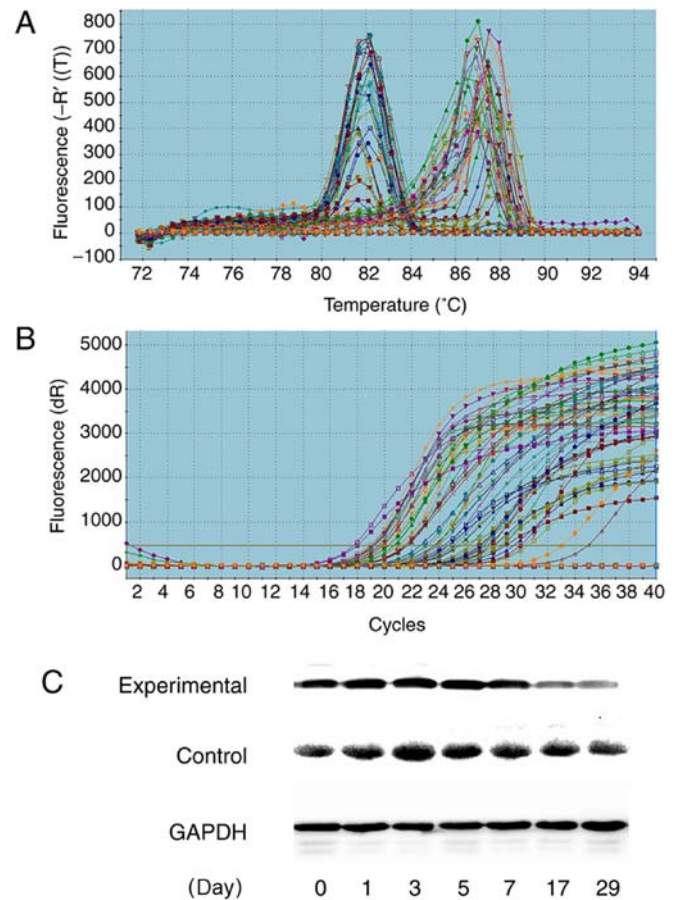 A
800
700
600
500
400
300
200
100
0
−100
Fluorescence (−R′ ((T))
72 74 76 78 80 82 84 86 88 90 92 94
Temperature (°C)
B
5000
4000
3000
2000
1000
0
Fluorescence (dR)
2 4 6 8 10 12 14 16 18 20 22 24 26 28 30 32 34 36 38 40
Cycles
C
Experimental
Control
GAPDH
(Day) 0 1 3 5 7 17 29